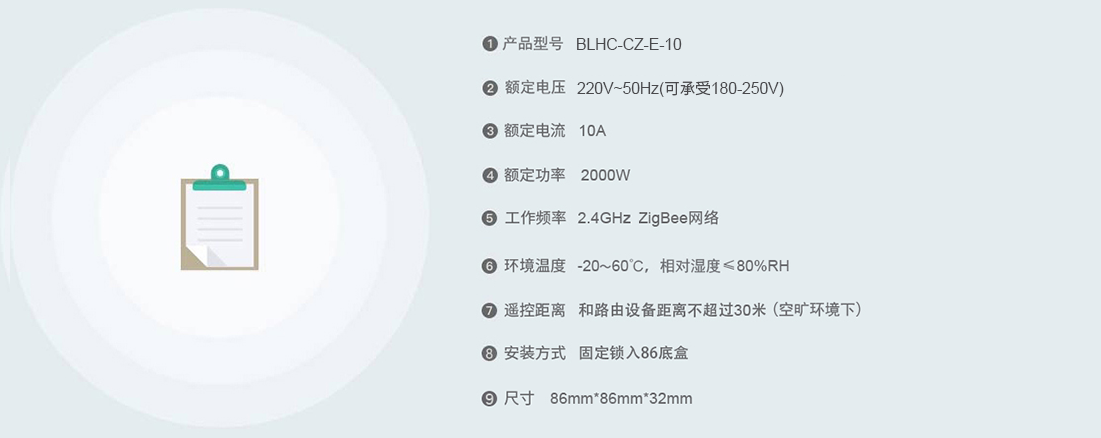 ❶ 产品型号 BLHC-CZ-E-10
❷ 额定电压 220V~50Hz(可承受180-250V)
❸ 额定电流 10A
❹ 额定功率 2000W
❺ 工作频率 2.4GHz ZigBee网络
❻ 环境温度 -20～60℃，相对湿度≤80%RH
❼ 遥控距离 和路由设备距离不超过30米（空旷环境下）
❽ 安装方式 固定锁入86底盒
❾ 尺寸 86mm*86mm*32mm